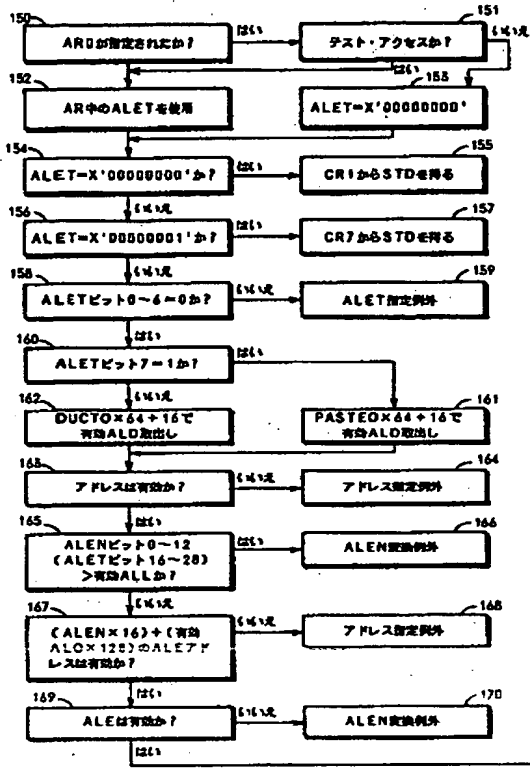 150
AR0が指定されたか?
はい
151
テスト・アクセスか?
いいえ
はい
152
AR中のALETを使用
153
ALET=X'00000000'
154
ALET=X'00000000'か?
はい
155
CR1からSTDを得る
いいえ
156
ALET=X'00000001'か?
はい
157
CR7からSTDを得る
いいえ
158
ALETビット0~6=0か?
いいえ
159
ALET指定例外
はい
160
ALETビット7=1か?
はい
いいえ
162
DUCTO×64+16で
有効ALD取出し
161
PASTEO×64+16で
有効ALD取出し
163
アドレスは有効か?
いいえ
164
アドレス指定例外
はい
165
ALENビット0~12
(ALETビット16~28)
>有効ALLか?
はい
166
ALEN変換例外
いいえ
167
(ALEN×16)+(有効
ALO×128)のALEアド
レスは有効か?
いいえ
168
アドレス指定例外
はい
169
ALEは有効か?
いいえ
170
ALEN変換例外
はい